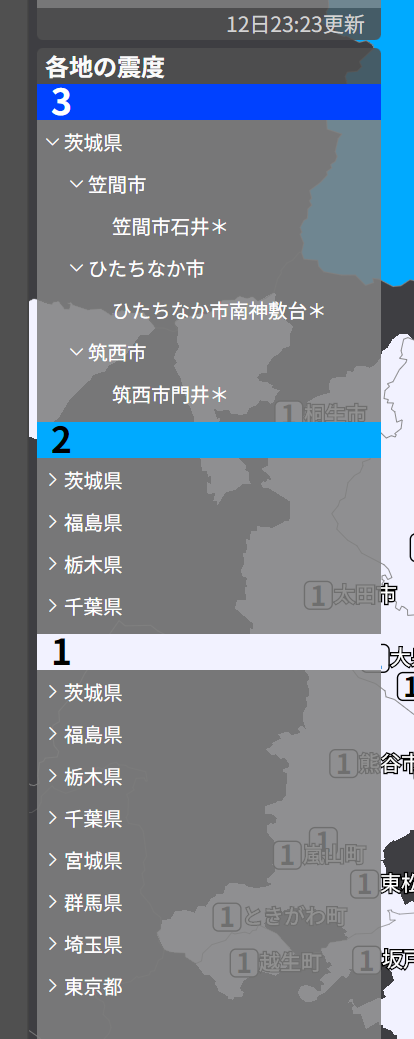 12日23:23更新
各地の震度
3
茨城県
笠間市
笠間市石井＊
ひたちなか市
ひたちなか市南神敷台＊
筑西市
筑西市門井＊
1 桐生市
2
茨城県
福島県
栃木県
千葉県
1 太田市
1
茨城県
福島県
栃木県
1 熊谷市
千葉県
1
1 嵐山町
宮城県
1 東松
群馬県
1 ときがわ町
埼玉県
1 越生町
1 坂戸
東京都